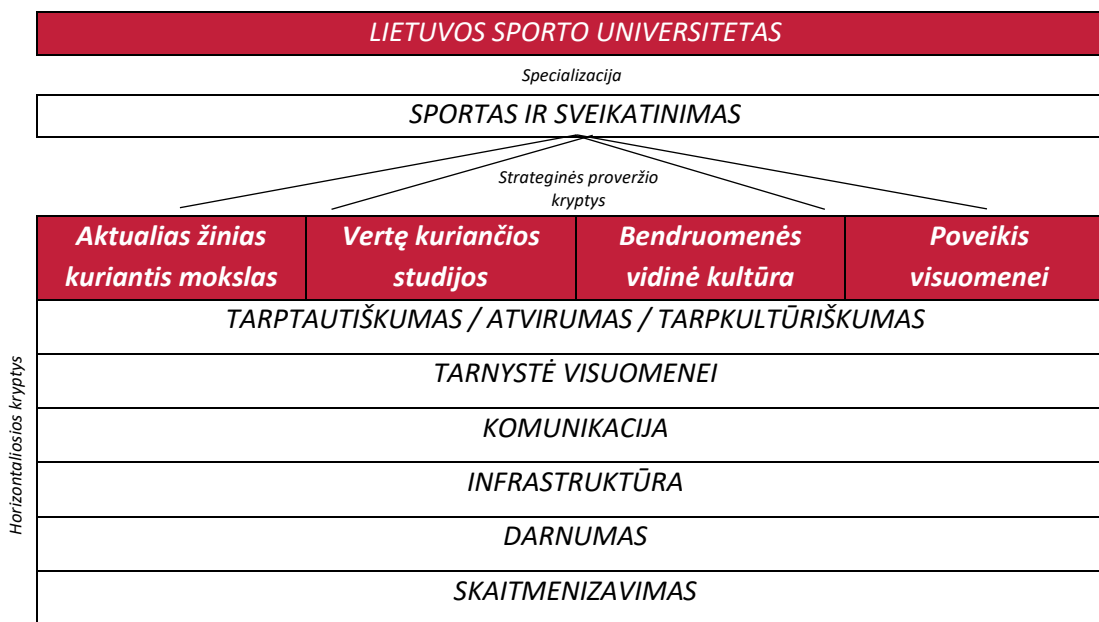 LIETUVOS SPORTO UNIVERSITETAS
Specializacija
SPORTAS IR SVEIKATINIMAS
Strateginės proveržio
kryptys
Aktualias žinias
kuriantis mokslas
Vertę kuriančios
studijos
Bendruomenės
vidinė kultūra
Poveikis
visuomenei
Horizontaliosios kryptys
TARPTAUTIŠKUMAS / ATVIRUMAS / TARPKULTŪRIŠKUMAS
TARNYSTĖ VISUOMENEI
KOMUNIKACIJA
INFRASTRUKTŪRA
DARNUMAS
SKAITMENIZAVIMAS